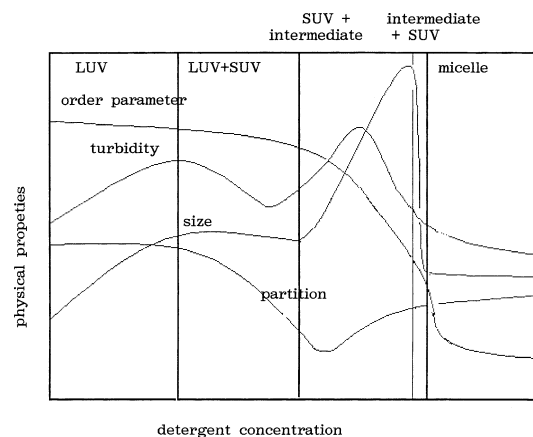 SUV +
intermediate
intermediate
+ SUV
LUV
LUV+SUV
micelle
order parameter
turbidity
size
partition
physical propeties
detergent concentration